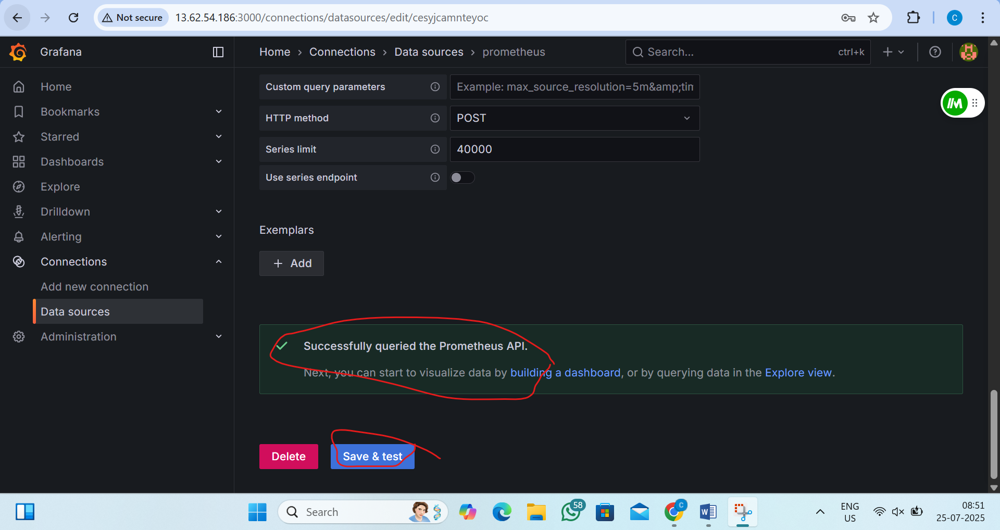 Not secure
13.62.54.186:3000/connections/datasources/edit/cesyjcamnteyoc
C
Grafana
Home › Connections › Data sources › prometheus
Search...
ctrl+k
Home
Bookmarks
Starred
Dashboards
Explore
Drilldown
Alerting
Connections
Add new connection
Data sources
Administration
Custom query parameters
Example: max_source_resolution=5m&amp;tim
HTTP method
POST
Series limit
40000
Use series endpoint
Exemplars
+ Add
Successfully queried the Prometheus API.
Next, you can start to visualize data by building a dashboard, or by querying data in the Explore view.
Delete
Save & test
Search
58
C
W
ENG
US
08:51
25-07-2025